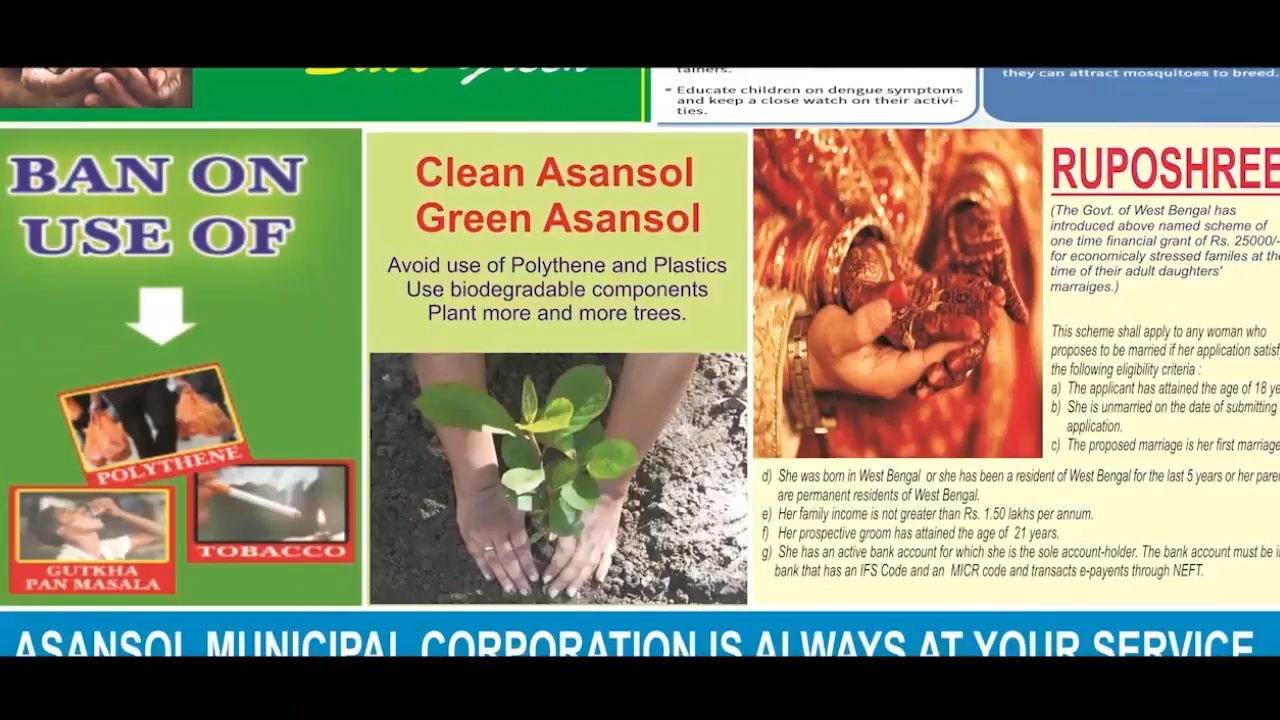 Save Green
tainers.
• Educate children on dengue symptoms
and keep a close watch on their activi-
ties.
they can attract mosquitoes to breed.
BAN ON
USE OF
POLYTHENE
TOBACCO
GUTKHA
PAN MASALA
Clean Asansol
Green Asansol
Avoid use of Polythene and Plastics
Use biodegradable components
Plant more and more trees.
RUPOSHREE
(The Govt. of West Bengal has
introduced above named scheme of
one time financial grant of Rs. 25000/-
for economicaly stressed familes at the
time of their adult daughters'
marraiges.)
This scheme shall apply to any woman who
proposes to be married if her application satisf
the following eligibility criteria :
a) The applicant has attained the age of 18 ye
b) She is unmarried on the date of submitting
application.
c) The proposed marriage is her first marriage
d) She was born in West Bengal or she has been a resident of West Bengal for the last 5 years or her paren
are permanent residents of West Bengal.
e) Her family income is not greater than Rs. 1.50 lakhs per annum.
f) Her prospective groom has attained the age of 21 years.
g) She has an active bank account for which she is the sole account-holder. The bank account must be i
bank that has an IFS Code and an MICR code and transacts e-payents through NEFT.
ASANSOL MUNICIPAL CORPORATION IS ALWAYS AT YOUR SERVICE